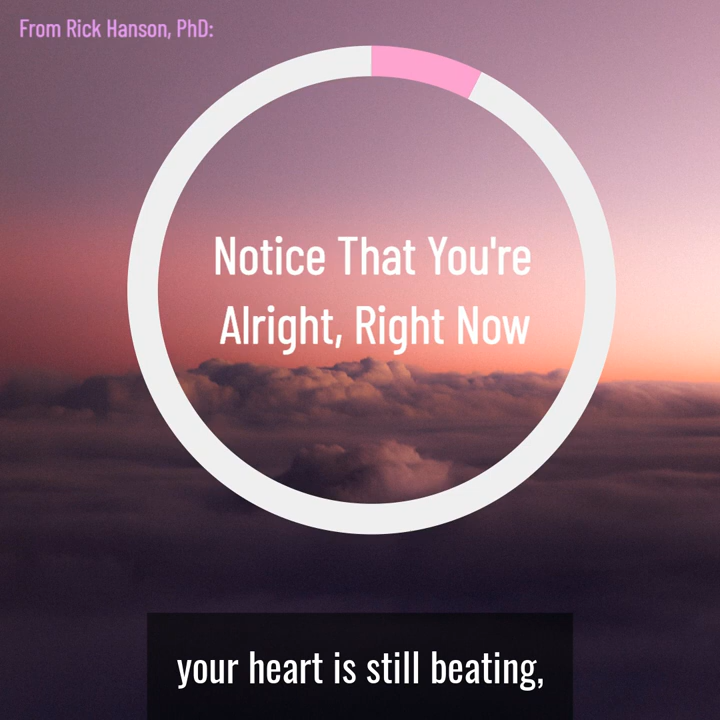 From Rick Hanson, PhD:
Notice That You're
Alright, Right Now
your heart is still beating,